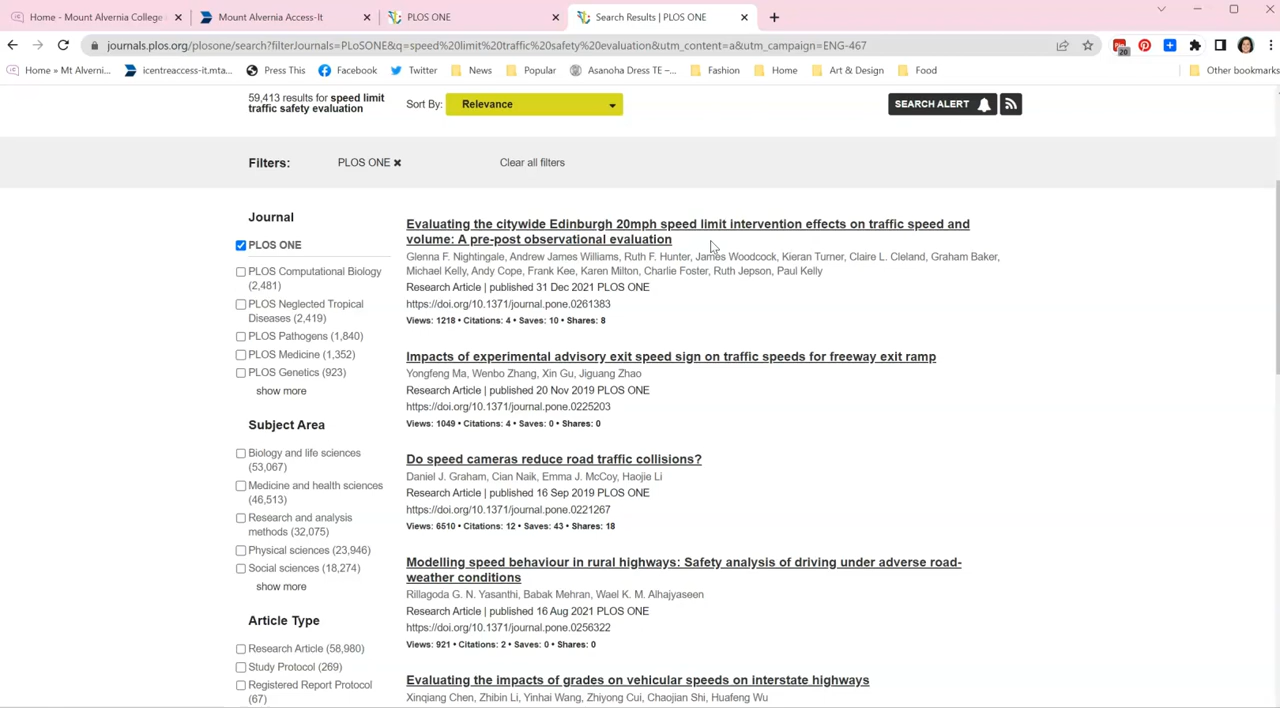 Home - Mount Alvernia College
Mount Alvernia Access-It
PLOS ONE
Search Results | PLOS ONE
journals.plos.org/plosone/search?filterJournals=PLoSONE&q=speed%20limit%20traffic%20safety%20evaluation&utm_content=a&utm_campaign=ENG-467
20
Home » Mt Alverni...
icentreaccess-it.mta...
Press This
Facebook
Twitter
News
Popular
Asanoha Dress TE –...
Fashion
Home
Art & Design
Food
Other bookmarks
59,413 results for speed limit
traffic safety evaluation
Sort By:
Relevance
SEARCH ALERT
Filters:
PLOS ONE ✖
Clear all filters
Journal
PLOS ONE
PLOS Computational Biology
(2,481)
PLOS Neglected Tropical
Diseases (2,419)
PLOS Pathogens (1,840)
PLOS Medicine (1,352)
PLOS Genetics (923)
show more
Subject Area
Biology and life sciences
(53,067)
Medicine and health sciences
(46,513)
Research and analysis
methods (32,075)
Physical sciences (23,946)
Social sciences (18,274)
show more
Article Type
Research Article (58,980)
Study Protocol (269)
Registered Report Protocol
(67)
Evaluating the citywide Edinburgh 20mph speed limit intervention effects on traffic speed and
volume: A pre-post observational evaluation
Glenna F. Nightingale, Andrew James Williams, Ruth F. Hunter, James Woodcock, Kieran Turner, Claire L. Cleland, Graham Baker,
Michael Kelly, Andy Cope, Frank Kee, Karen Milton, Charlie Foster, Ruth Jepson, Paul Kelly
Research Article | published 31 Dec 2021 PLOS ONE
https://doi.org/10.1371/journal.pone.0261383
Views: 1218 • Citations: 4 • Saves: 10 • Shares: 8
Impacts of experimental advisory exit speed sign on traffic speeds for freeway exit ramp
Yongfeng Ma, Wenbo Zhang, Xin Gu, Jiguang Zhao
Research Article | published 20 Nov 2019 PLOS ONE
https://doi.org/10.1371/journal.pone.0225203
Views: 1049 • Citations: 4 • Saves: 0 • Shares: 0
Do speed cameras reduce road traffic collisions?
Daniel J. Graham, Cian Naik, Emma J. McCoy, Haojie Li
Research Article | published 16 Sep 2019 PLOS ONE
https://doi.org/10.1371/journal.pone.0221267
Views: 6510 • Citations: 12 • Saves: 43 • Shares: 18
Modelling speed behaviour in rural highways: Safety analysis of driving under adverse road-
weather conditions
Rillagoda G. N. Yasanthi, Babak Mehran, Wael K. M. Alhajyaseen
Research Article | published 16 Aug 2021 PLOS ONE
https://doi.org/10.1371/journal.pone.0256322
Views: 921 • Citations: 2 • Saves: 0 • Shares: 0
Evaluating the impacts of grades on vehicular speeds on interstate highways
Xinqiang Chen, Zhibin Li, Yinhai Wang, Zhiyong Cui, Chaojian Shi, Huafeng Wu